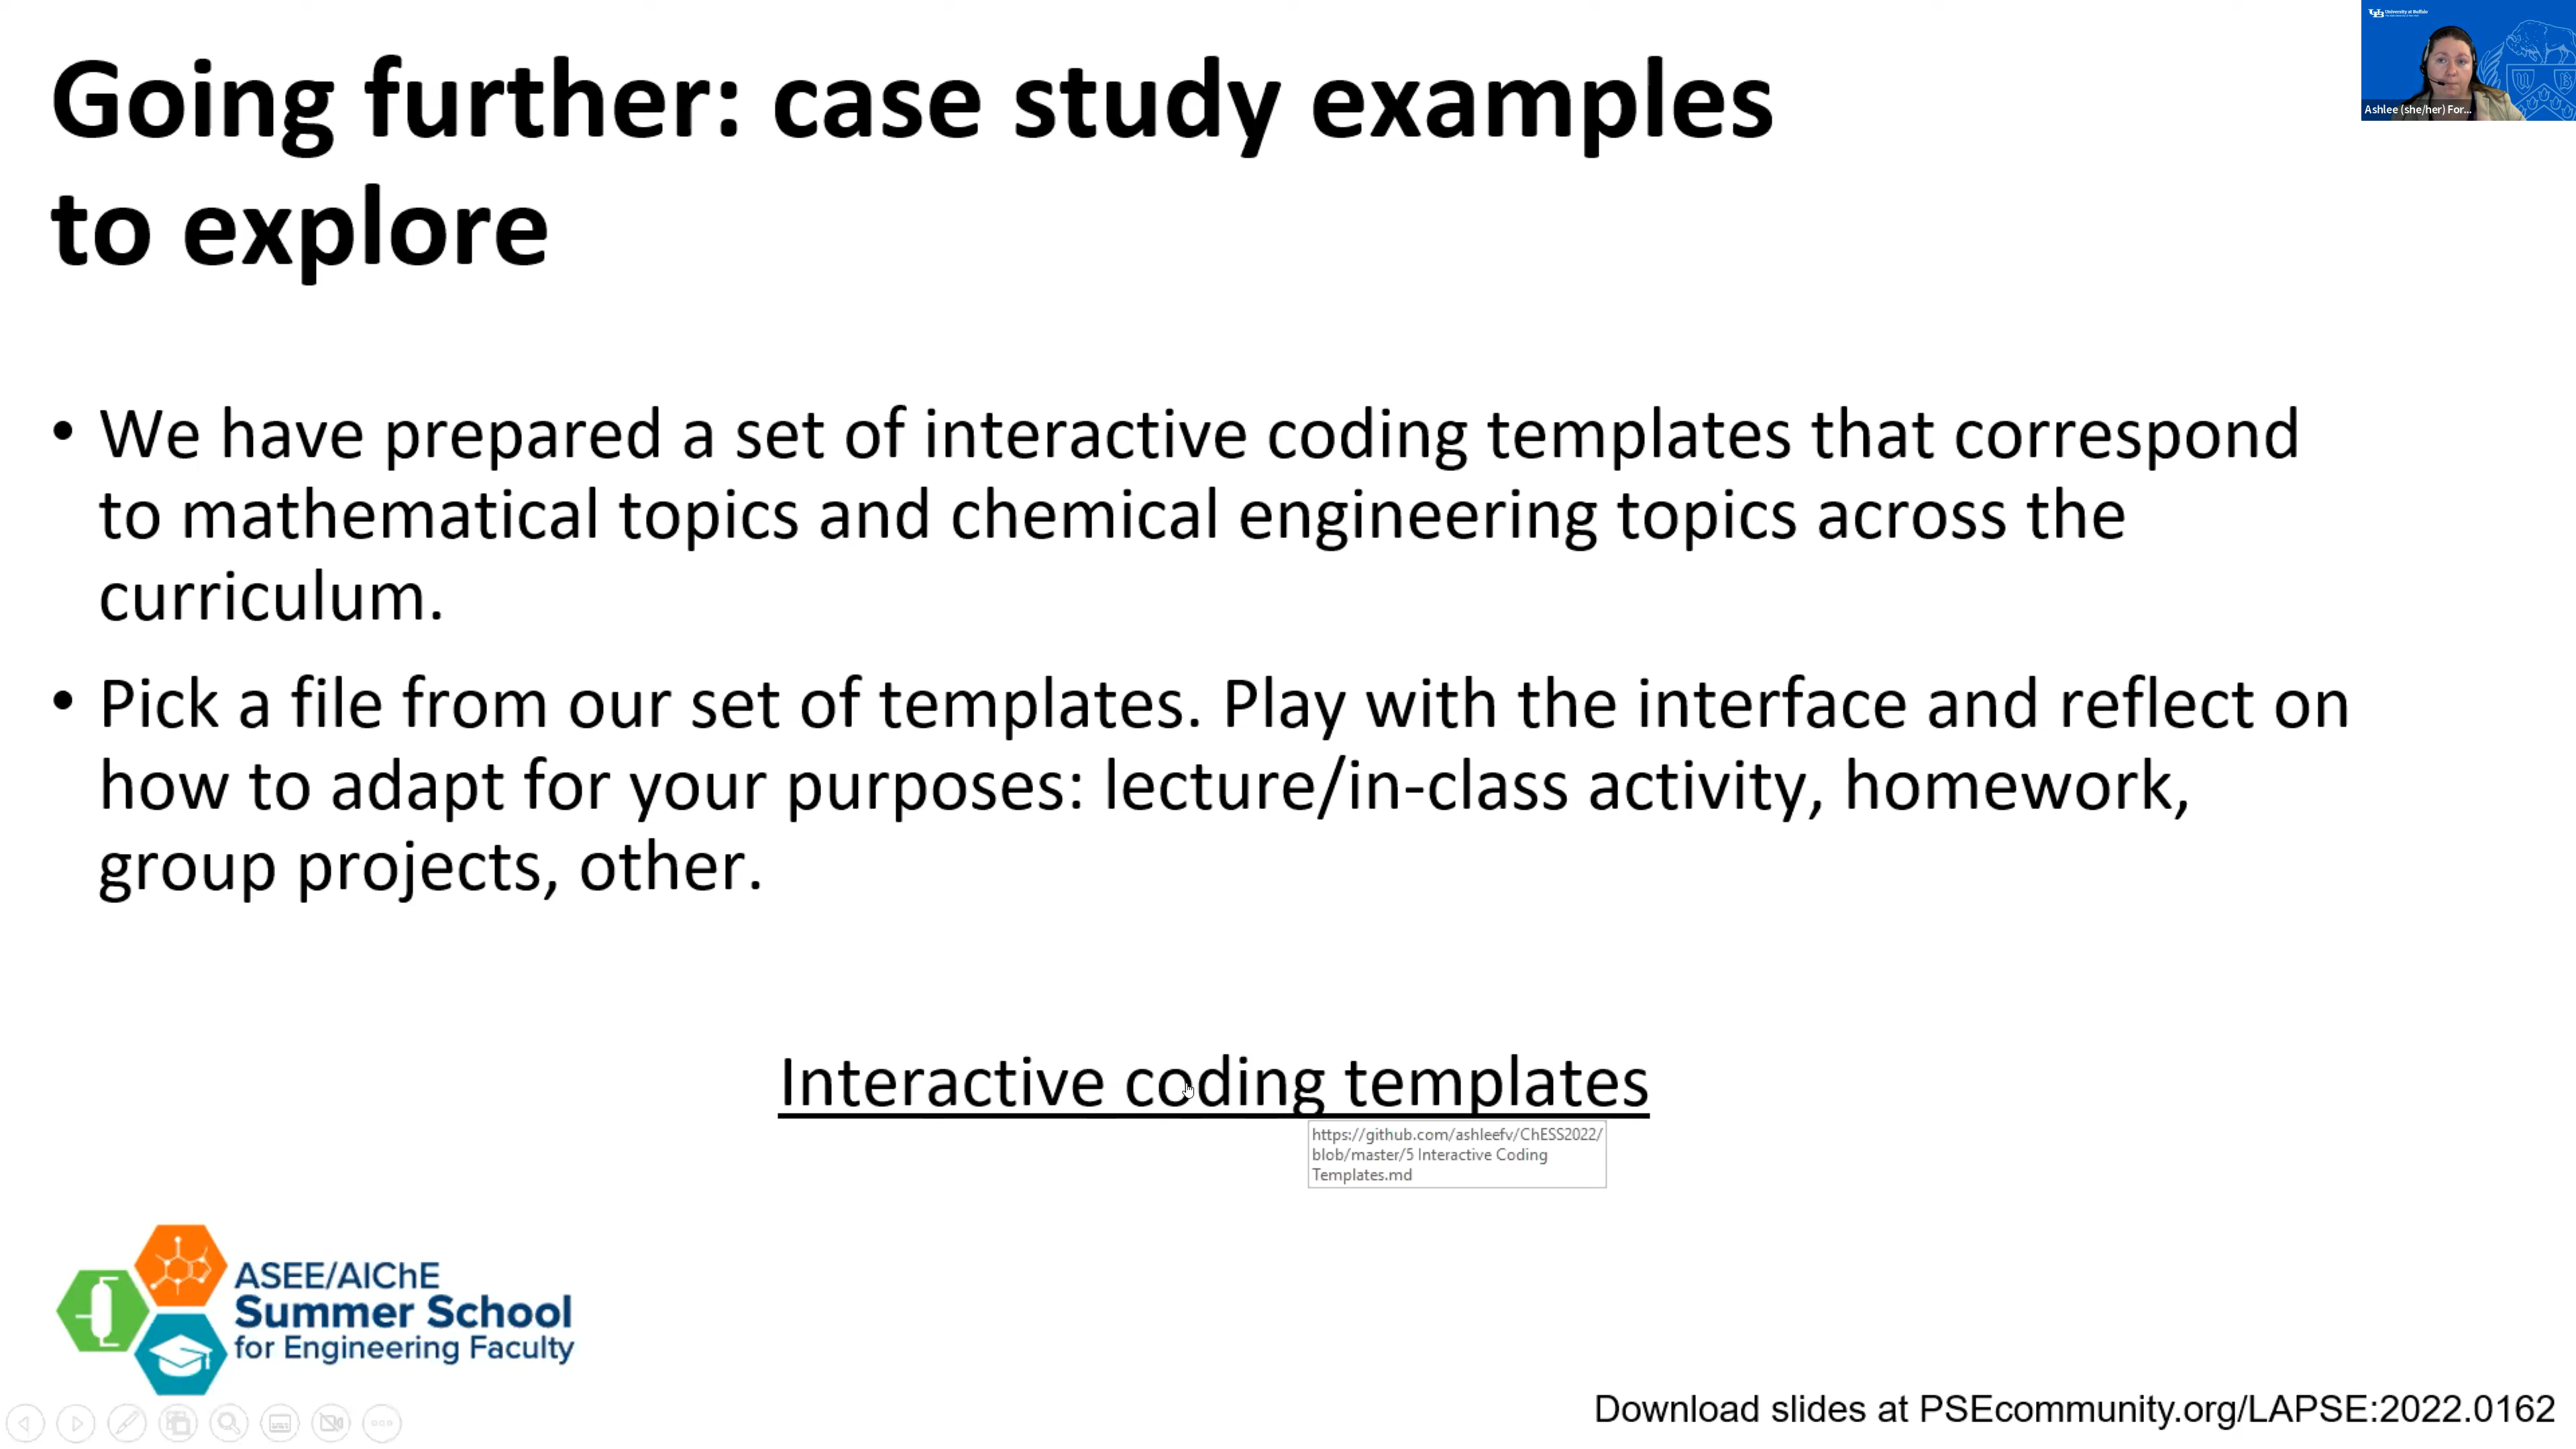 Going further: case study examples
to explore
University at Buffalo
Ashlee (she/her) For...
• We have prepared a set of interactive coding templates that correspond
to mathematical topics and chemical engineering topics across the
curriculum.
• Pick a file from our set of templates. Play with the interface and reflect on
how to adapt for your purposes: lecture/in-class activity, homework,
group projects, other.
Interactive coding templates
https://github.com/ashleefv/ChESS2022/
blob/master/5 Interactive Coding
Templates.md
ASEE/AIChE
Summer School
for Engineering Faculty
Download slides at PSEcommunity.org/LAPSE:2022.0162